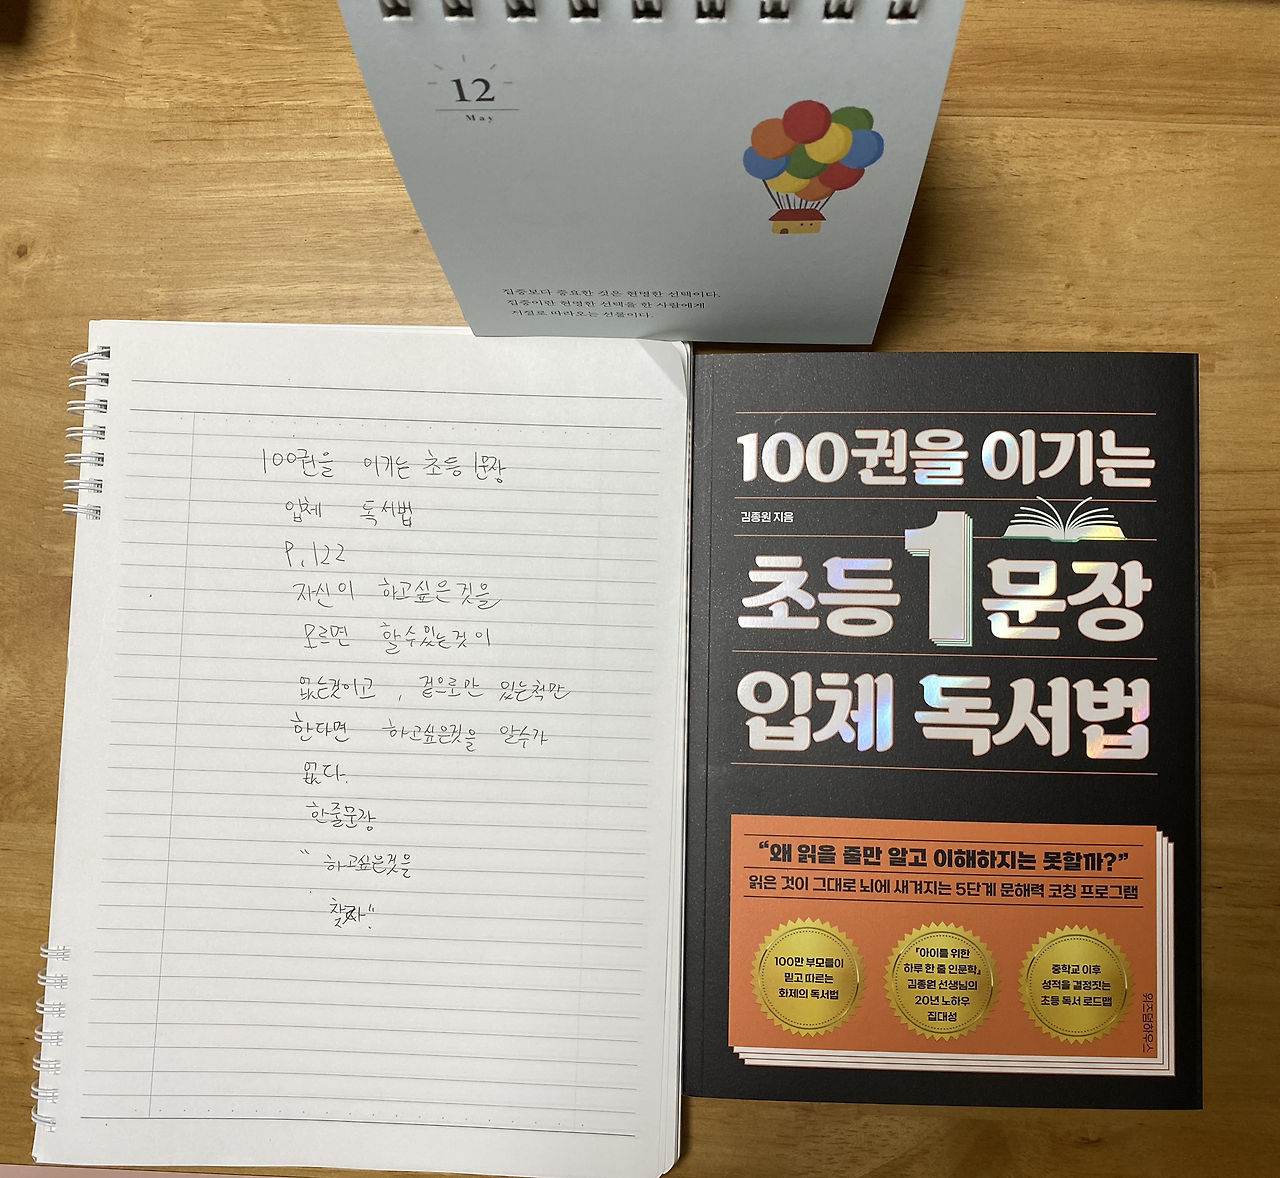 12
May
집중보다 중요한 것은 현명한 선택이다.
집중이란 현명한 선택을 한 사람에게
저절로 따라오는 선물이다.
100권을 이기는 초등 1문장
입체 독서법
P.122
자신이 하고싶은것을
모르면 할수있는것이
없는것이고, 겉으로만 있는척만
한다면 하고싶은것을 알수가
없다.
한줄문장
“하고싶은것을
찾자"
100권을 이기는
김종원 지음
초등 1 문장
입체 독서법
“왜 읽을 줄만 알고 이해하지는 못할까?”
읽은 것이 그대로 뇌에 새겨지는 5단계 문해력 코칭 프로그램
100만 부모들이
믿고 따르는
화제의 독서법
『아이를 위한
하루 한 줄 인문학』
김종원 선생님의
20년 노하우
집대성
중학교 이후
성적을 결정짓는
초등 독서 로드맵
위즈덤하우스